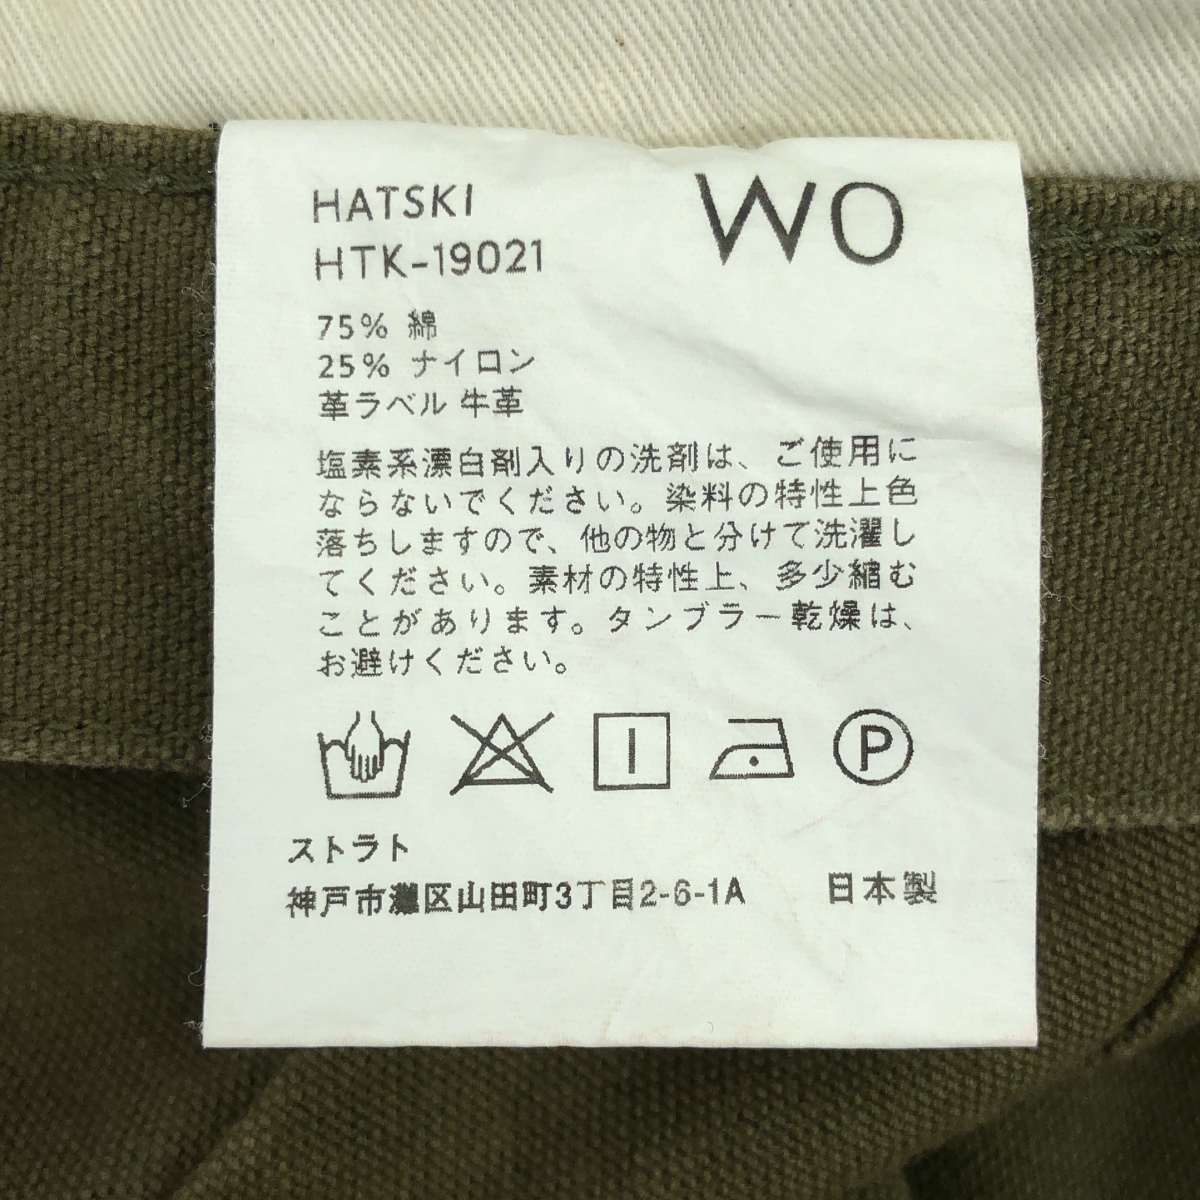 HATSKI
WO
HTK-19021
75% 綿
25% ナイロン
革ラベル 牛革
塩素系漂白剤入りの洗剤は、ご使用に
ならないでください。染料の特性上色
落ちしますので、他の物と分けて洗濯し
てください。素材の特性上、多少縮む
ことがあります。タンブラー乾燥は、
お避けください。
P
ストラト
神戸市灘区山田町3丁目2-6-1A 日本製